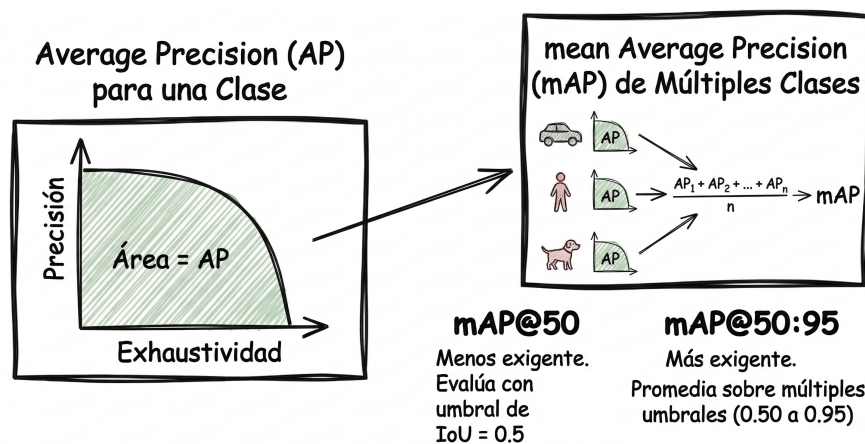 Average Precision (AP)
para una Clase
Precisión
Área = AP
Exhaustividad
mean Average Precision
(mAP) de Múltiples Clases
AP
AP
AP
AP₁ + AP₂ + ... + APₙ
n
mAP
mAP@50
Menos exigente.
Evalúa con
umbral de
IoU = 0.5
mAP@50:95
Más exigente.
Promedia sobre múltiples
umbrales (0.50 a 0.95)